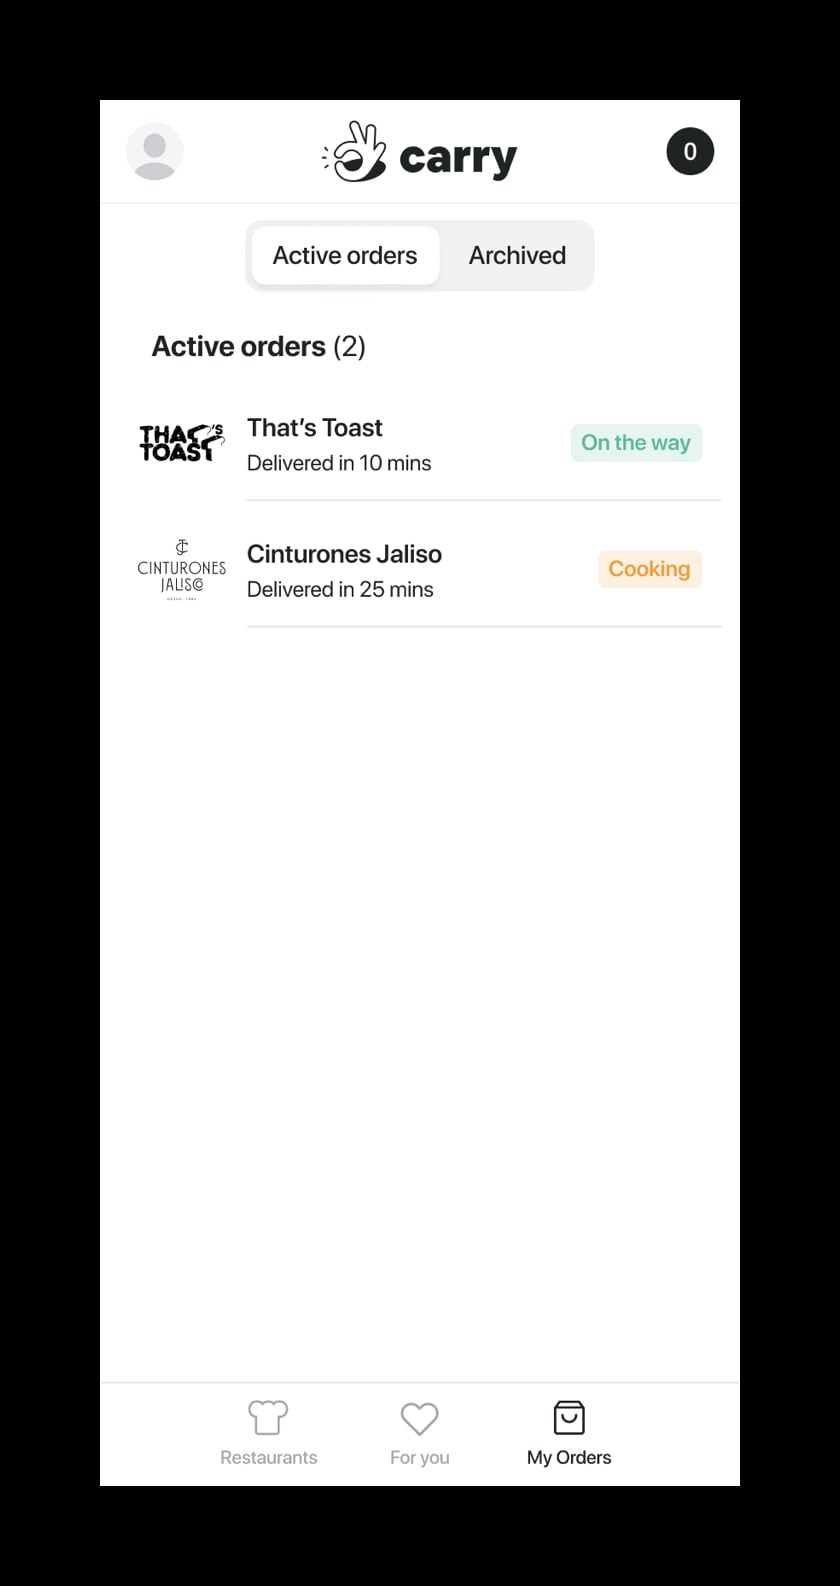 carry
0
Active orders
Archived
Active orders (2)
THAT'S
TOAST
That’s Toast
Delivered in 10 mins
On the way
CINTURONES
JALISCO
Cinturones Jaliso
Delivered in 25 mins
Cooking
Restaurants
For you
My Orders